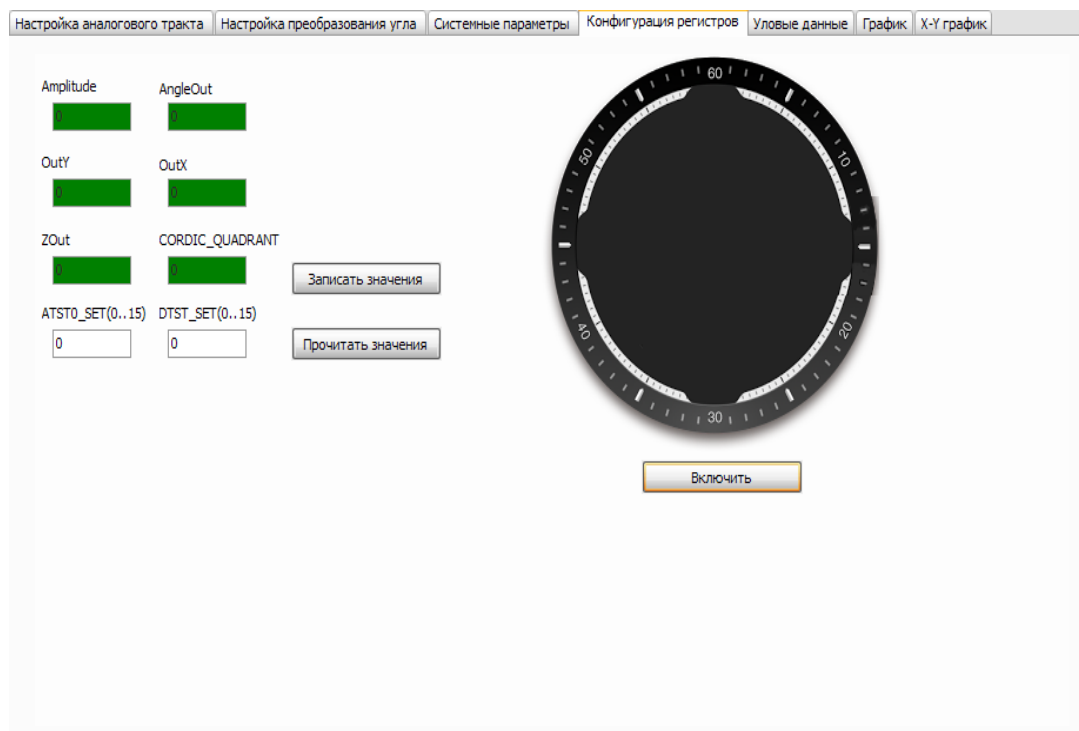 Настройка аналогового тракта Настройка преобразования угла Системные параметры Конфигурация регистров Уловые данные График X-Y график
Amplitude AngleOut
0 0
OutY OutX
0 0
ZOut CORDIC_QUADRANT
0 0
Записать значения
ATST0_SET(0..15) DTST_SET(0..15)
0 0
Прочитать значения
60
10
20
30
40
50
Включить